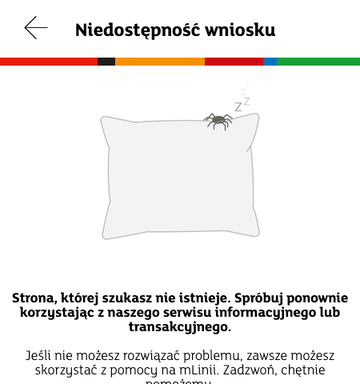 Niedostępność wniosku
z
z
z
Strona, której szukasz nie istnieje. Spróbuj ponownie
korzystając z naszego serwisu informacyjnego lub
transakcyjnego.
Jeśli nie możesz rozwiązać problemu, zawsze możesz
skorzystać z pomocy na mLinii. Zadzwoń, chętnie
pomożemy.